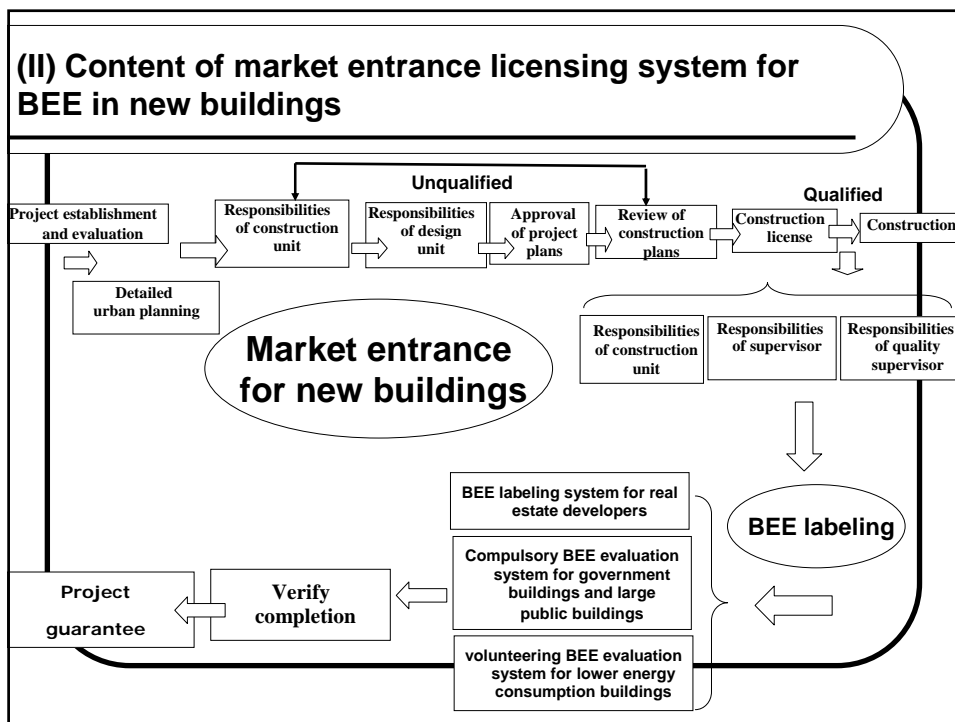 (II) Content of market entrance licensing system for
BEE in new buildings
Unqualified
Qualified
Project establishment
and evaluation
Responsibilities
of construction
unit
Responsibilities
of design
unit
Approval
of project
plans
Review of
construction
plans
Construction
license
Construction
Detailed
urban planning
Market entrance
for new buildings
Responsibilities
of construction
unit
Responsibilities
of supervisor
Responsibilities
of quality
supervisor
BEE labeling
BEE labeling system for real
estate developers
Compulsory BEE evaluation
system for government
buildings and large
public buildings
volunteering BEE evaluation
system for lower energy
consumption buildings
Verify
completion
Project
guarantee